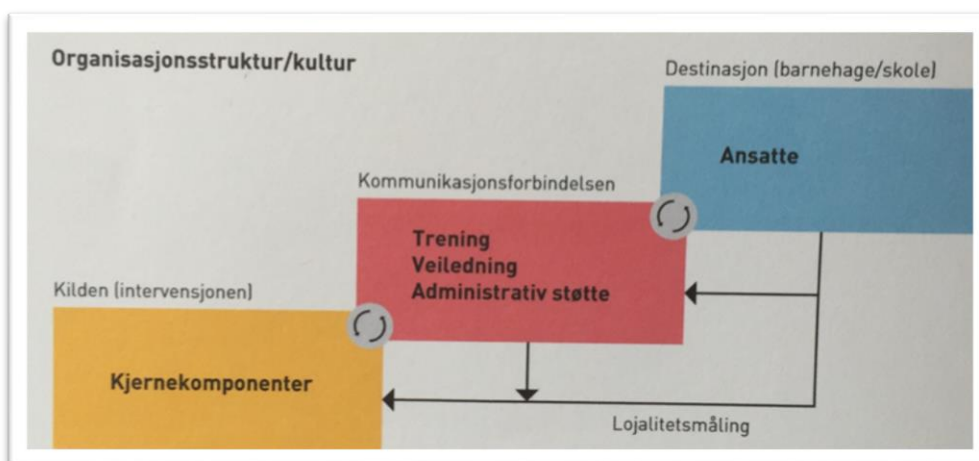 Organisasjonsstruktur/kultur
Destinasjon (barnehage/skole)
Ansatte
Kommunikasjonsforbindelsen
Trening
Veiledning
Administrativ støtte
Kilden (intervensjonen)
Kjernekomponenter
Lojalitetsmåling